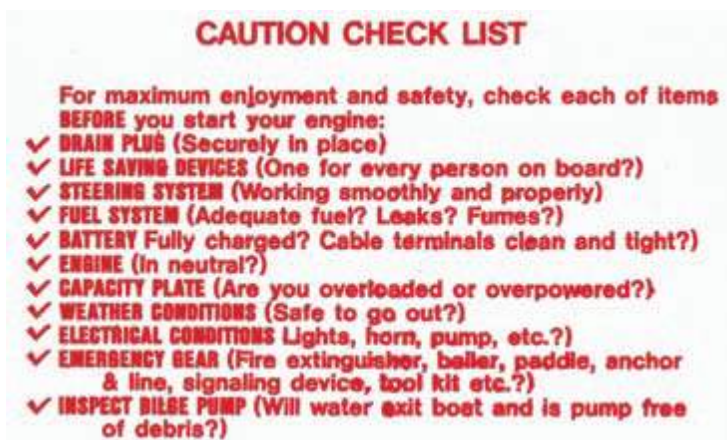 CAUTION CHECK LIST
For maximum enjoyment and safety, check each of items
BEFORE you start your engine:
✓ DRAIN PLUG (Securely in place)
✓ LIFE SAVING DEVICES (One for every person on board?)
✓ STEERING SYSTEM (Working smoothly and properly)
✓ FUEL SYSTEM (Adequate fuel? Leaks? Fumes?)
✓ BATTERY Fully charged? Cable terminals clean and tight?)
✓ ENGINE (In neutral?)
✓ CAPACITY PLATE (Are you overloaded or overpowered?)
✓ WEATHER CONDITIONS (Safe to go out?)
✓ ELECTRICAL CONDITIONS Lights, horn, pump, etc.?)
✓ EMERGENCY GEAR (Fire extinguisher, bailer, paddle, anchor
& line, signaling device, tool kit etc.?)
✓ INSPECT BILGE PUMP (Will water exit boat and is pump free
of debris?)